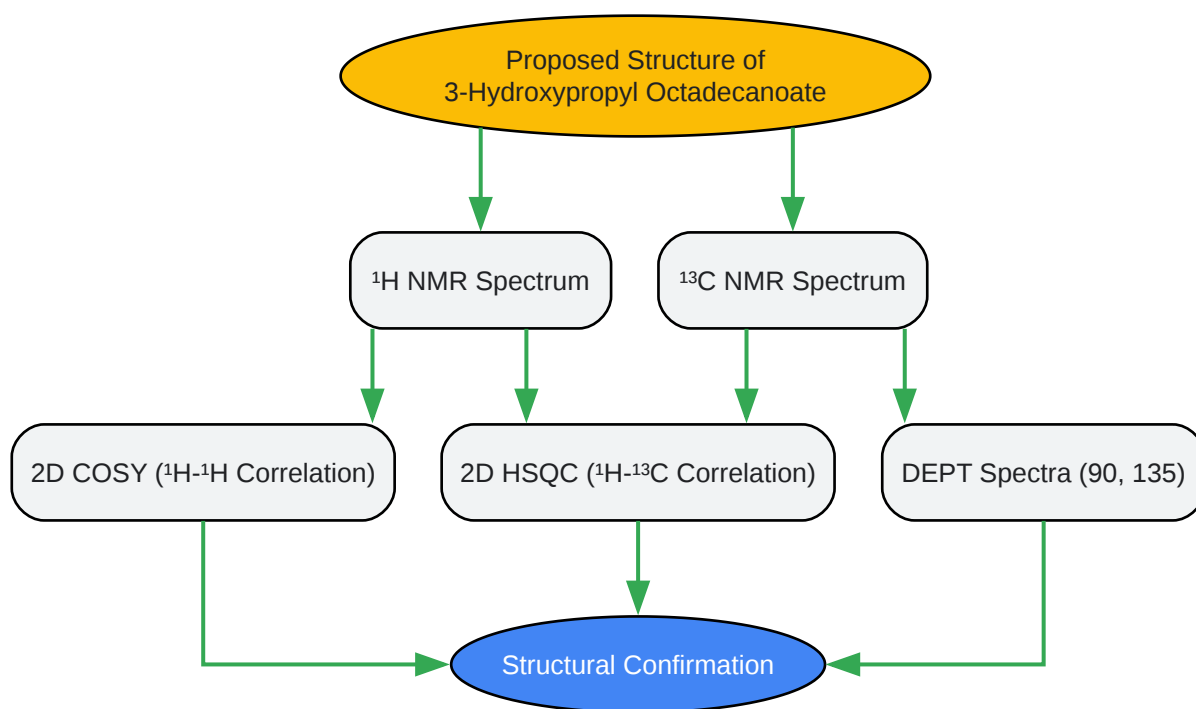 Proposed Structure of
3-Hydroxypropyl Octadecanoate
¹H NMR Spectrum
¹³C NMR Spectrum
2D COSY (¹H-¹H Correlation)
2D HSQC (¹H-¹³C Correlation)
DEPT Spectra (90, 135)
Structural Confirmation